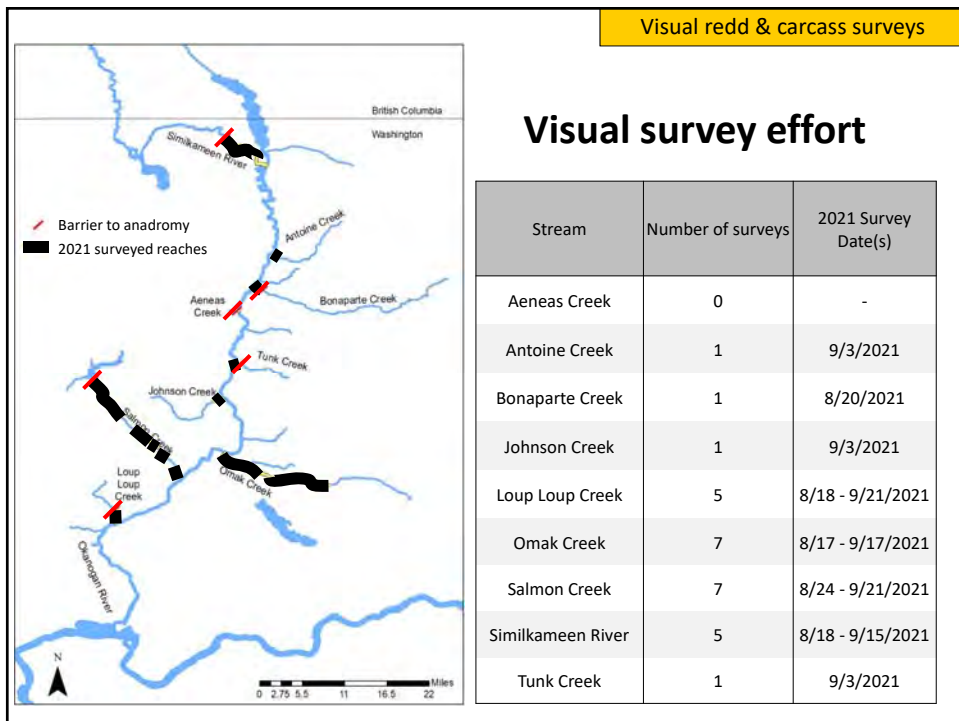 Visual redd & carcass surveys
Visual survey effort
British Columbia
Washington
Similkameen River
Barrier to anadromy
2021 surveyed reaches
Antoine Creek
Aeneas
Creek
Bonaparte Creek
Tunk Creek
Johnson Creek
Salmon Creek
Loup
Loup
Creek
Omak Creek
Okanogan River
N
Miles
0 2.75 5.5 11 16.5 22
Stream Number of surveys 2021 Survey
Date(s)
Aeneas Creek 0 -
Antoine Creek 1 9/3/2021
Bonaparte Creek 1 8/20/2021
Johnson Creek 1 9/3/2021
Loup Loup Creek 5 8/18 - 9/21/2021
Omak Creek 7 8/17 - 9/17/2021
Salmon Creek 7 8/24 - 9/21/2021
Similkameen River 5 8/18 - 9/15/2021
Tunk Creek 1 9/3/2021